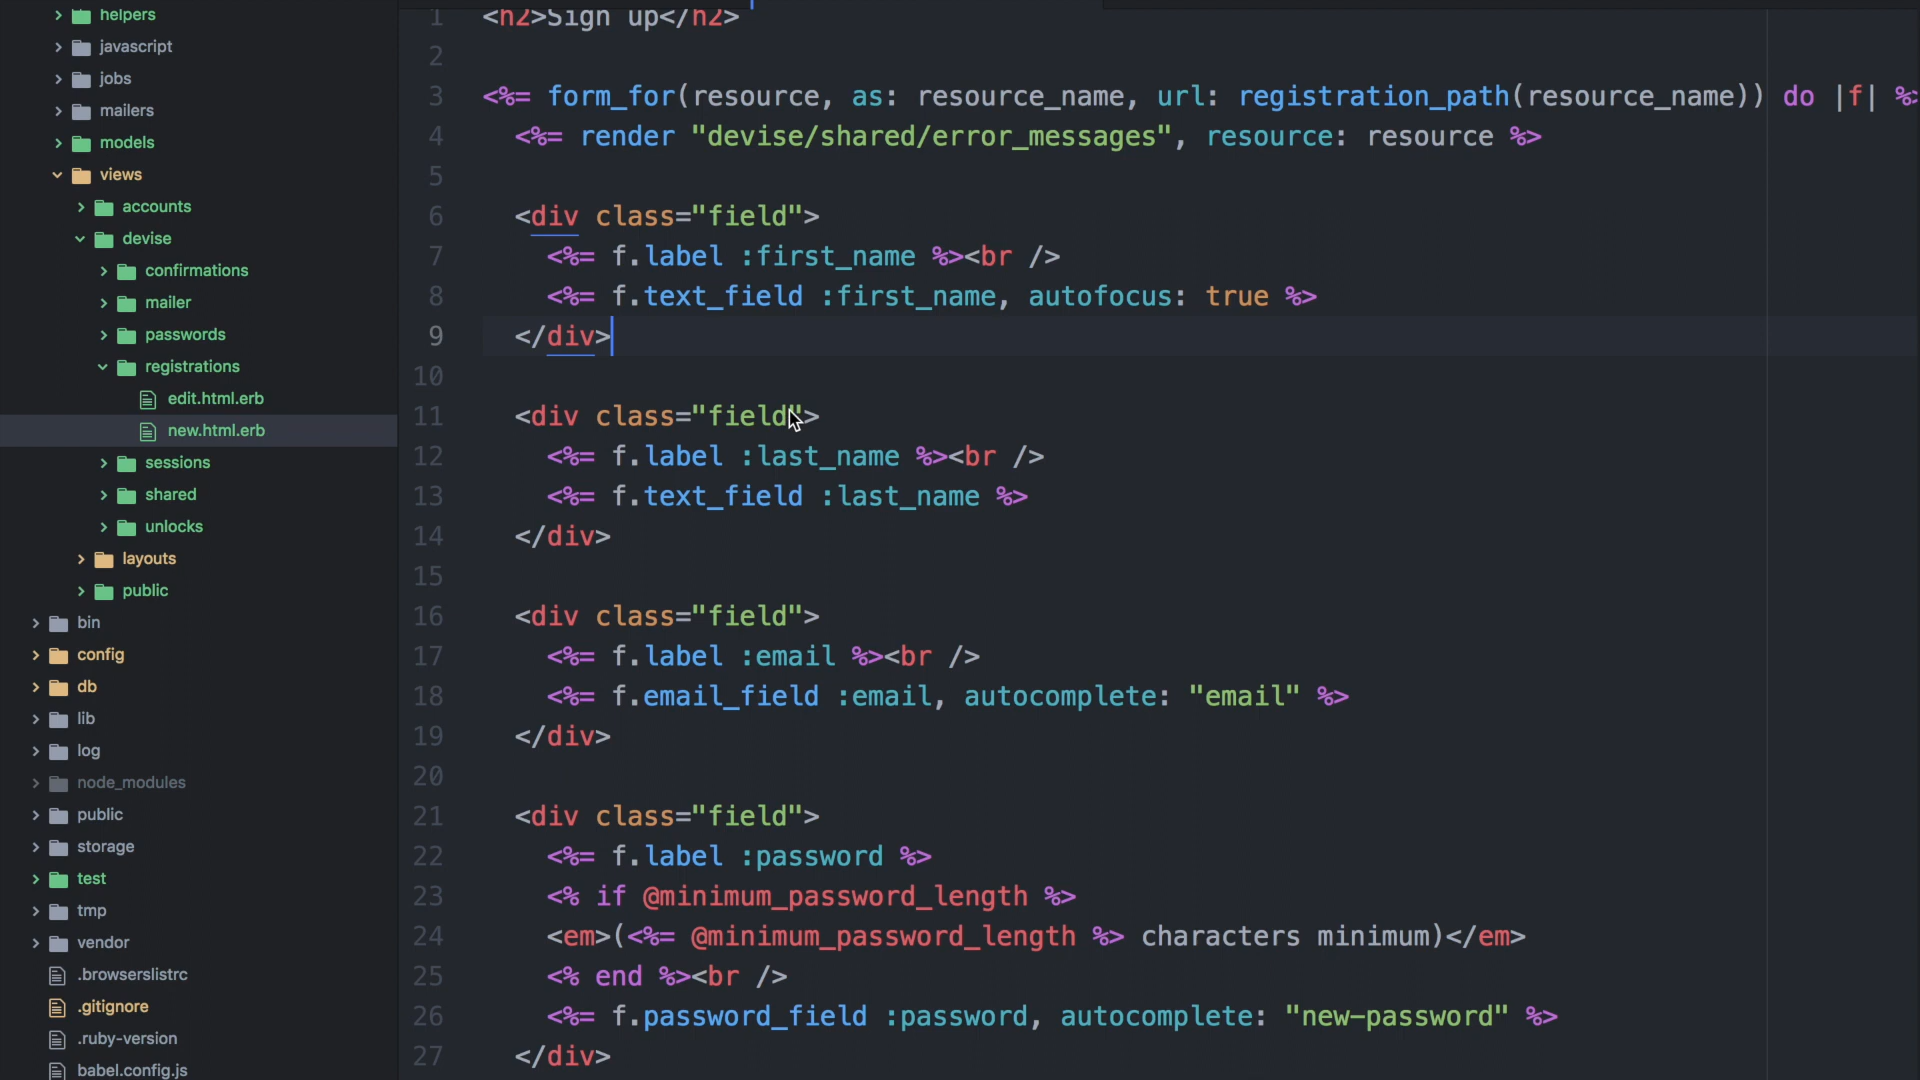 helpers
javascript
jobs
mailers
models
views
accounts
devise
confirmations
mailer
passwords
registrations
edit.html.erb
new.html.erb
sessions
shared
unlocks
layouts
public
bin
config
db
lib
log
node_modules
public
storage
test
tmp
vendor
.browserslistrc
.gitignore
.ruby-version
babel.config.js
1 <h2>Sign up</h2>
2
3 <%= form_for(resource, as: resource_name, url: registration_path(resource_name)) do |f| %>
4   <%= render "devise/shared/error_messages", resource: resource %>
5
6   <div class="field">
7     <%= f.label :first_name %><br />
8     <%= f.text_field :first_name, autofocus: true %>
9   </div>
10
11   <div class="field">
12     <%= f.label :last_name %><br />
13     <%= f.text_field :last_name %>
14   </div>
15
16   <div class="field">
17     <%= f.label :email %><br />
18     <%= f.email_field :email, autocomplete: "email" %>
19   </div>
20
21   <div class="field">
22     <%= f.label :password %>
23     <% if @minimum_password_length %>
24     <em>(<%= @minimum_password_length %> characters minimum)</em>
25     <% end %><br />
26     <%= f.password_field :password, autocomplete: "new-password" %>
27   </div>